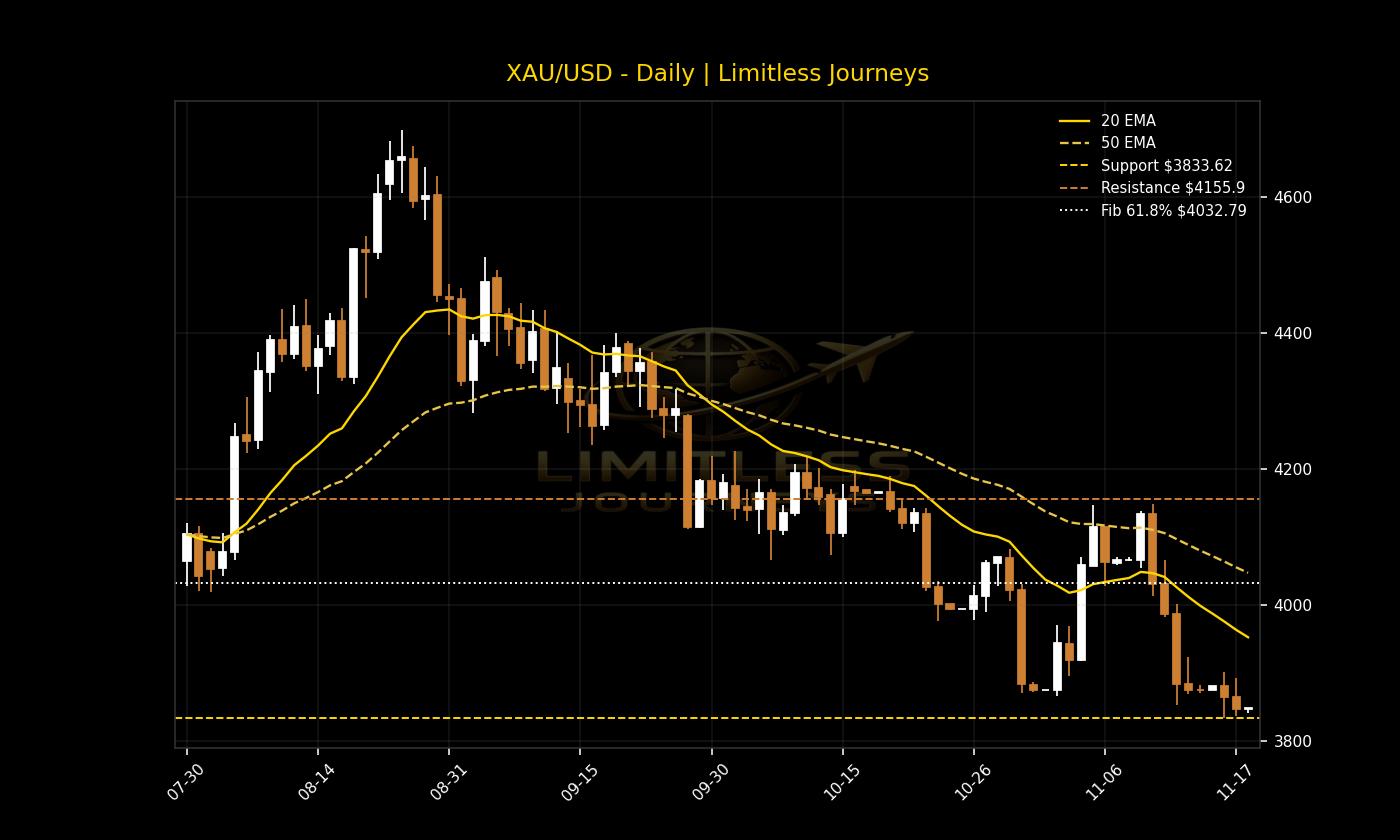 XAU/USD - Daily | Limitless Journeys
20 EMA
50 EMA
Support $3833.62
Resistance $4155.9
Fib 61.8% $4032.79
4600
4400
4200
4000
3800
LIMITLESS
JOURNEYS
07-30
08-14
08-31
09-15
09-30
10-15
10-26
11-06
11-17